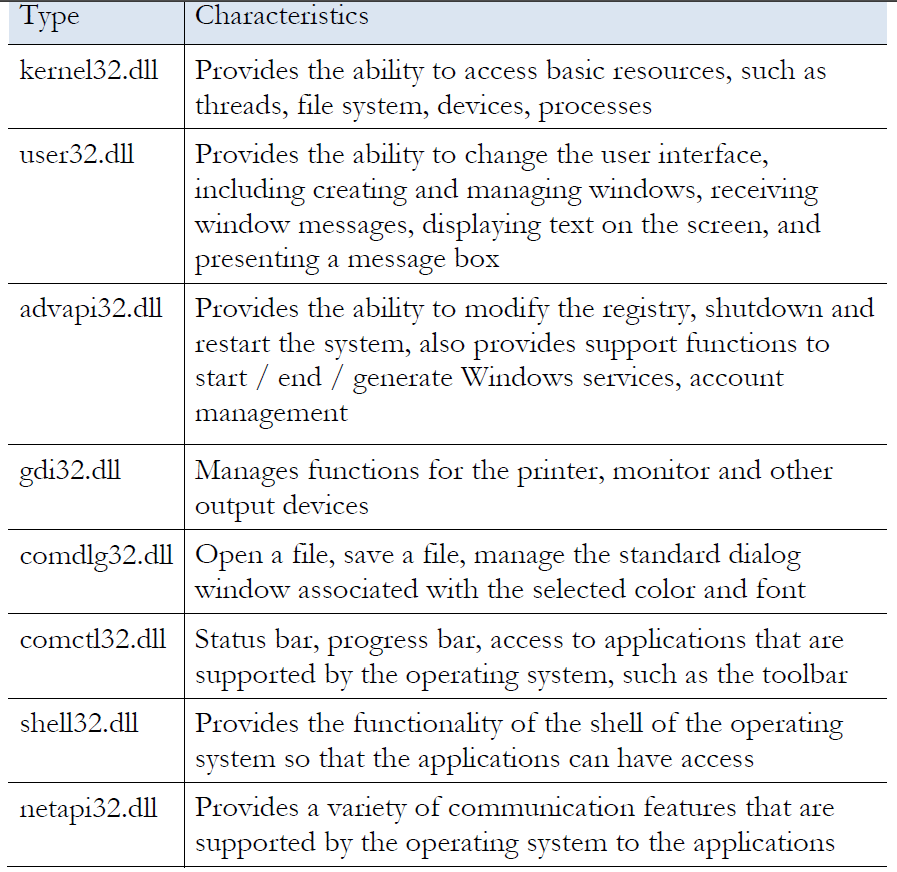 Type Characteristics
kernel32.dll Provides the ability to access basic resources, such as
threads, file system, devices, processes
user32.dll Provides the ability to change the user interface,
including creating and managing windows, receiving
window messages, displaying text on the screen, and
presenting a message box
advapi32.dll Provides the ability to modify the registry, shutdown and
restart the system, also provides support functions to
start / end / generate Windows services, account
management
gdi32.dll Manages functions for the printer, monitor and other
output devices
comdlg32.dll Open a file, save a file, manage the standard dialog
window associated with the selected color and font
comctl32.dll Status bar, progress bar, access to applications that are
supported by the operating system, such as the toolbar
shell32.dll Provides the functionality of the shell of the operating
system so that the applications can have access
netapi32.dll Provides a variety of communication features that are
supported by the operating system to the applications